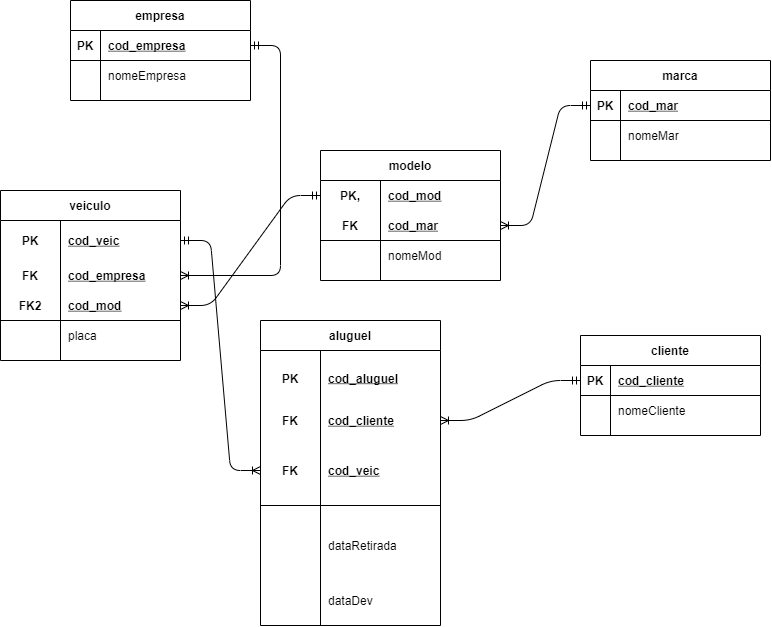 empresa
PK cod_empresa
nomeEmpresa
marca
PK cod_mar
nomeMar
modelo
PK, cod_mod
FK cod_mar
nomeMod
veiculo
PK cod_veic
FK cod_empresa
FK2 cod_mod
placa
aluguel
PK cod_aluguel
FK cod_cliente
FK cod_veic
dataRetirada
dataDev
cliente
PK cod_cliente
nomeCliente